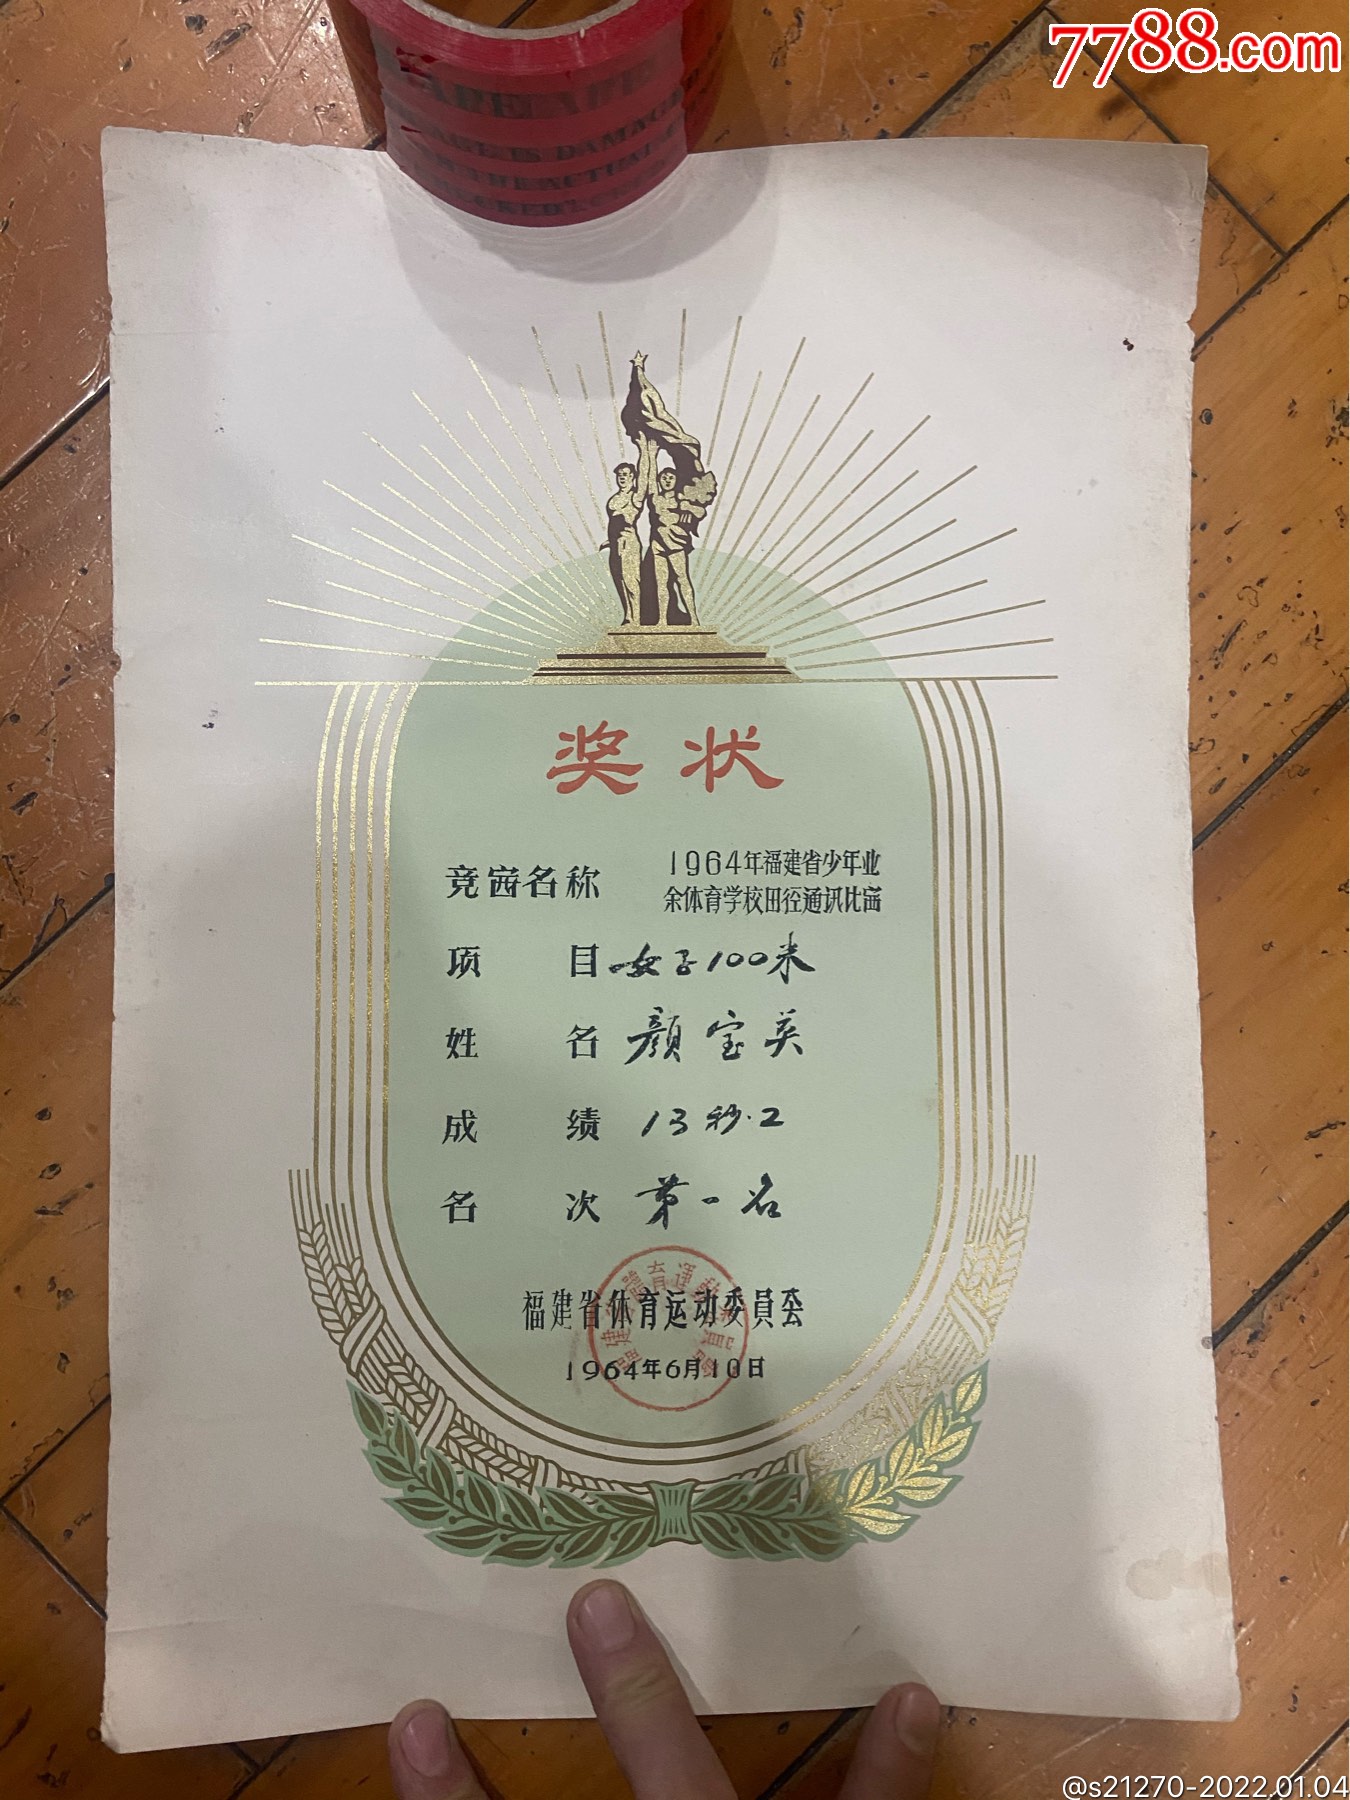 7788.com
奖状
竞赛名称 1964年福建省少年业
余体育学校田径通讯比赛
项目 女子100米
姓名 颜宝英
成绩 13秒.2
名次 第一名
福建省体育运动委员会
1964年6月10日
@s21270-2022.01.04